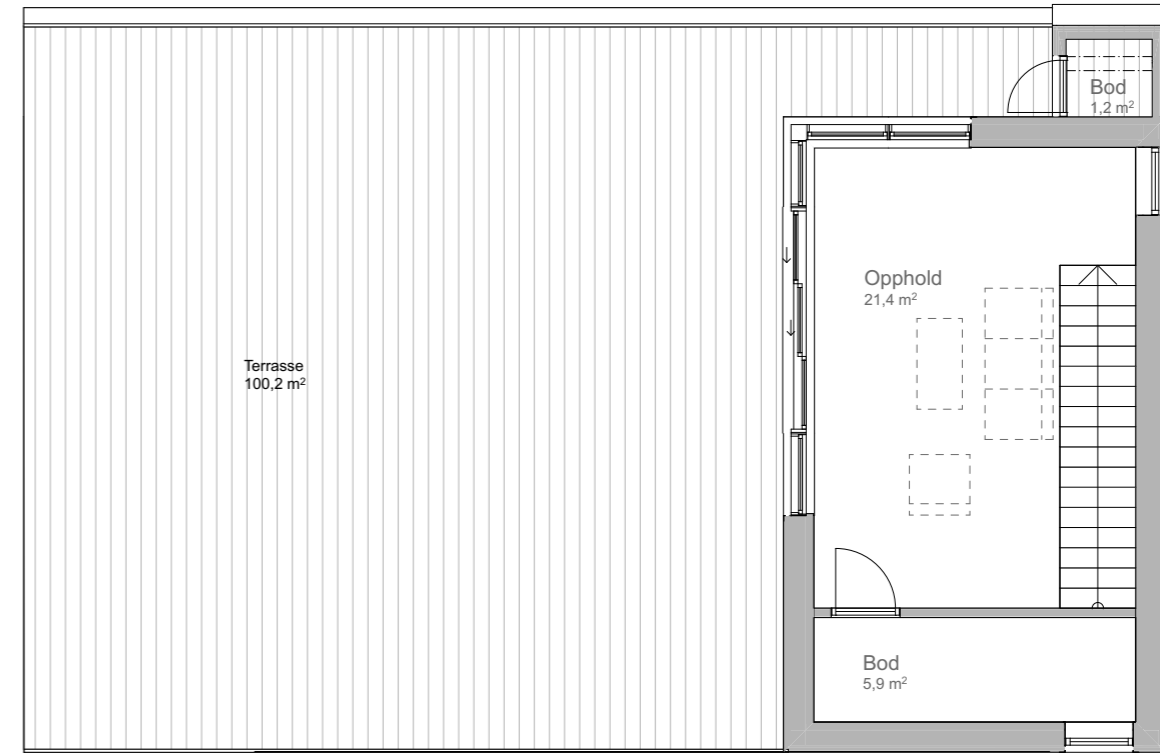 Bod
1,2 m²
Opphold
21,4 m²
Terrasse
100,2 m²
Bod
5,9 m²